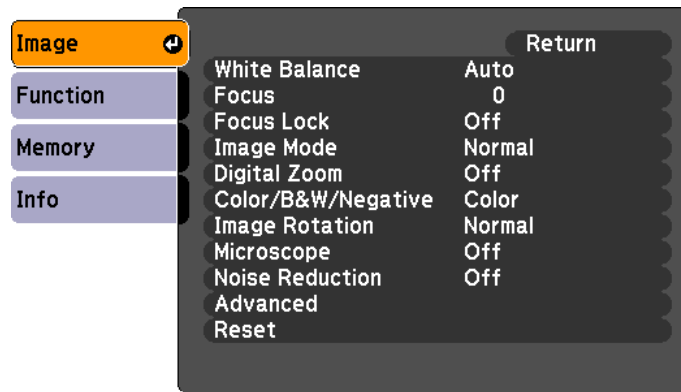 Image
Function
Memory
Info
Return
White Balance Auto
Focus 0
Focus Lock Off
Image Mode Normal
Digital Zoom Off
Color/B&W/Negative Color
Image Rotation Normal
Microscope Off
Noise Reduction Off
Advanced
Reset